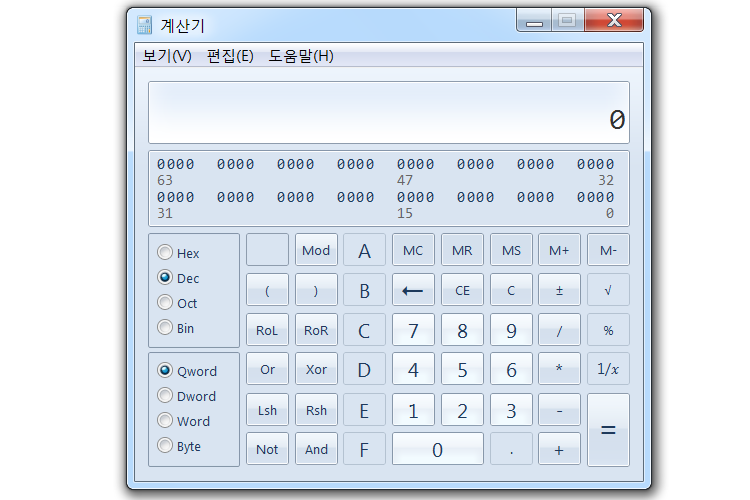 계산기
보기(V) 편집(E) 도움말(H)
0
0000 0000 0000 0000 0000 0000 0000 0000
63 47 32
0000 0000 0000 0000 0000 0000 0000 0000
31 15 0
Hex
Dec
Oct
Bin
Qword
Dword
Word
Byte
Mod A MC MR MS M+ M-
( ) B ← CE C ± √
RoL RoR C 7 8 9 / %
Or Xor D 4 5 6 * 1/x
Lsh Rsh E 1 2 3 - =
Not And F 0 . +